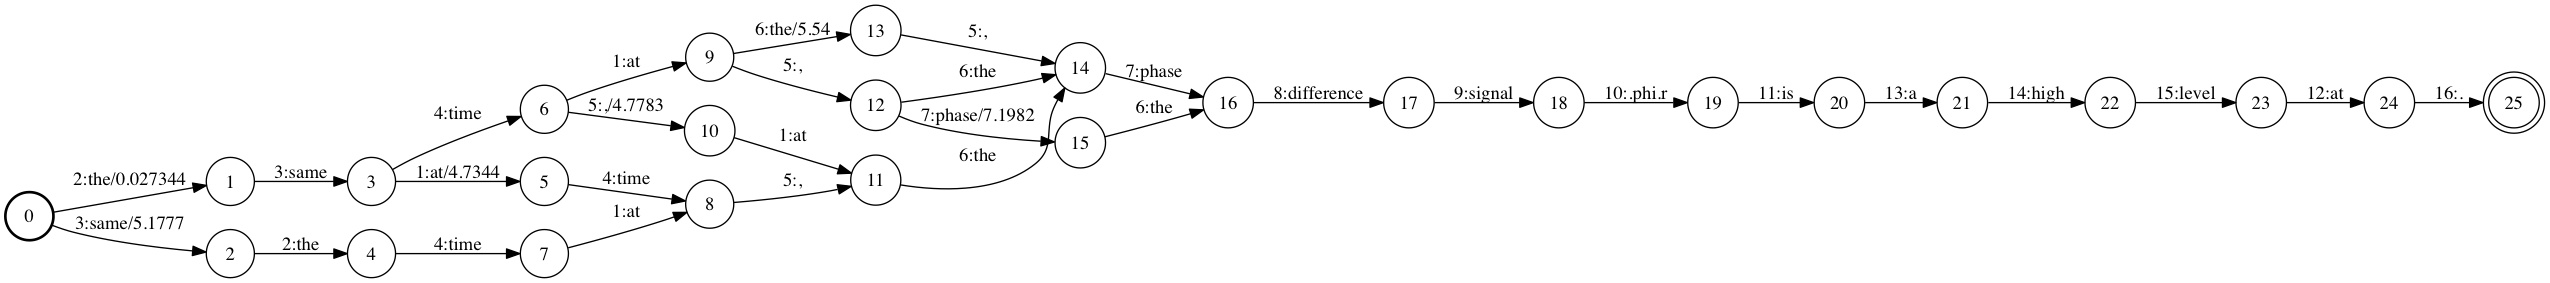 0
2:the/0.027344
3:same/5.1777
1
2
3:same
2:the
3
4
4:time
1:at/4.7344
4:time
6
5
7
1:at
5:,/4.7783
4:time
1:at
9
10
8
6:the/5.54
5:,
1:at
5:,
13
12
11
5:,
6:the
7:phase/7.1982
6:the
14
15
7:phase
6:the
16
8:difference
17
9:signal
18
10:.phi.r
19
11:is
20
13:a
21
14:high
22
15:level
23
12:at
24
16:.
25